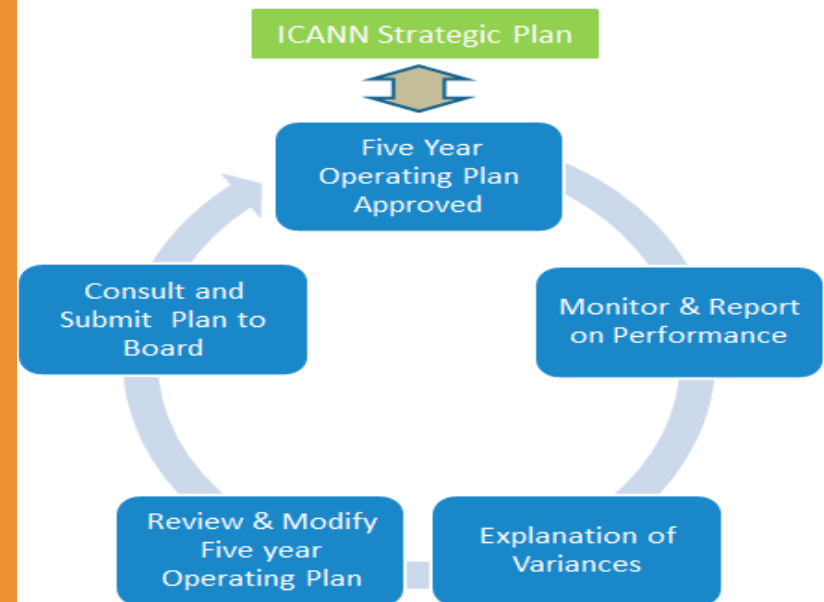 ICANN Strategic Plan
Five Year
Operating Plan
Approved
Monitor & Report
on Performance
Explanation of
Variances
Review & Modify
Five year
Operating Plan
Consult and
Submit Plan to
Board